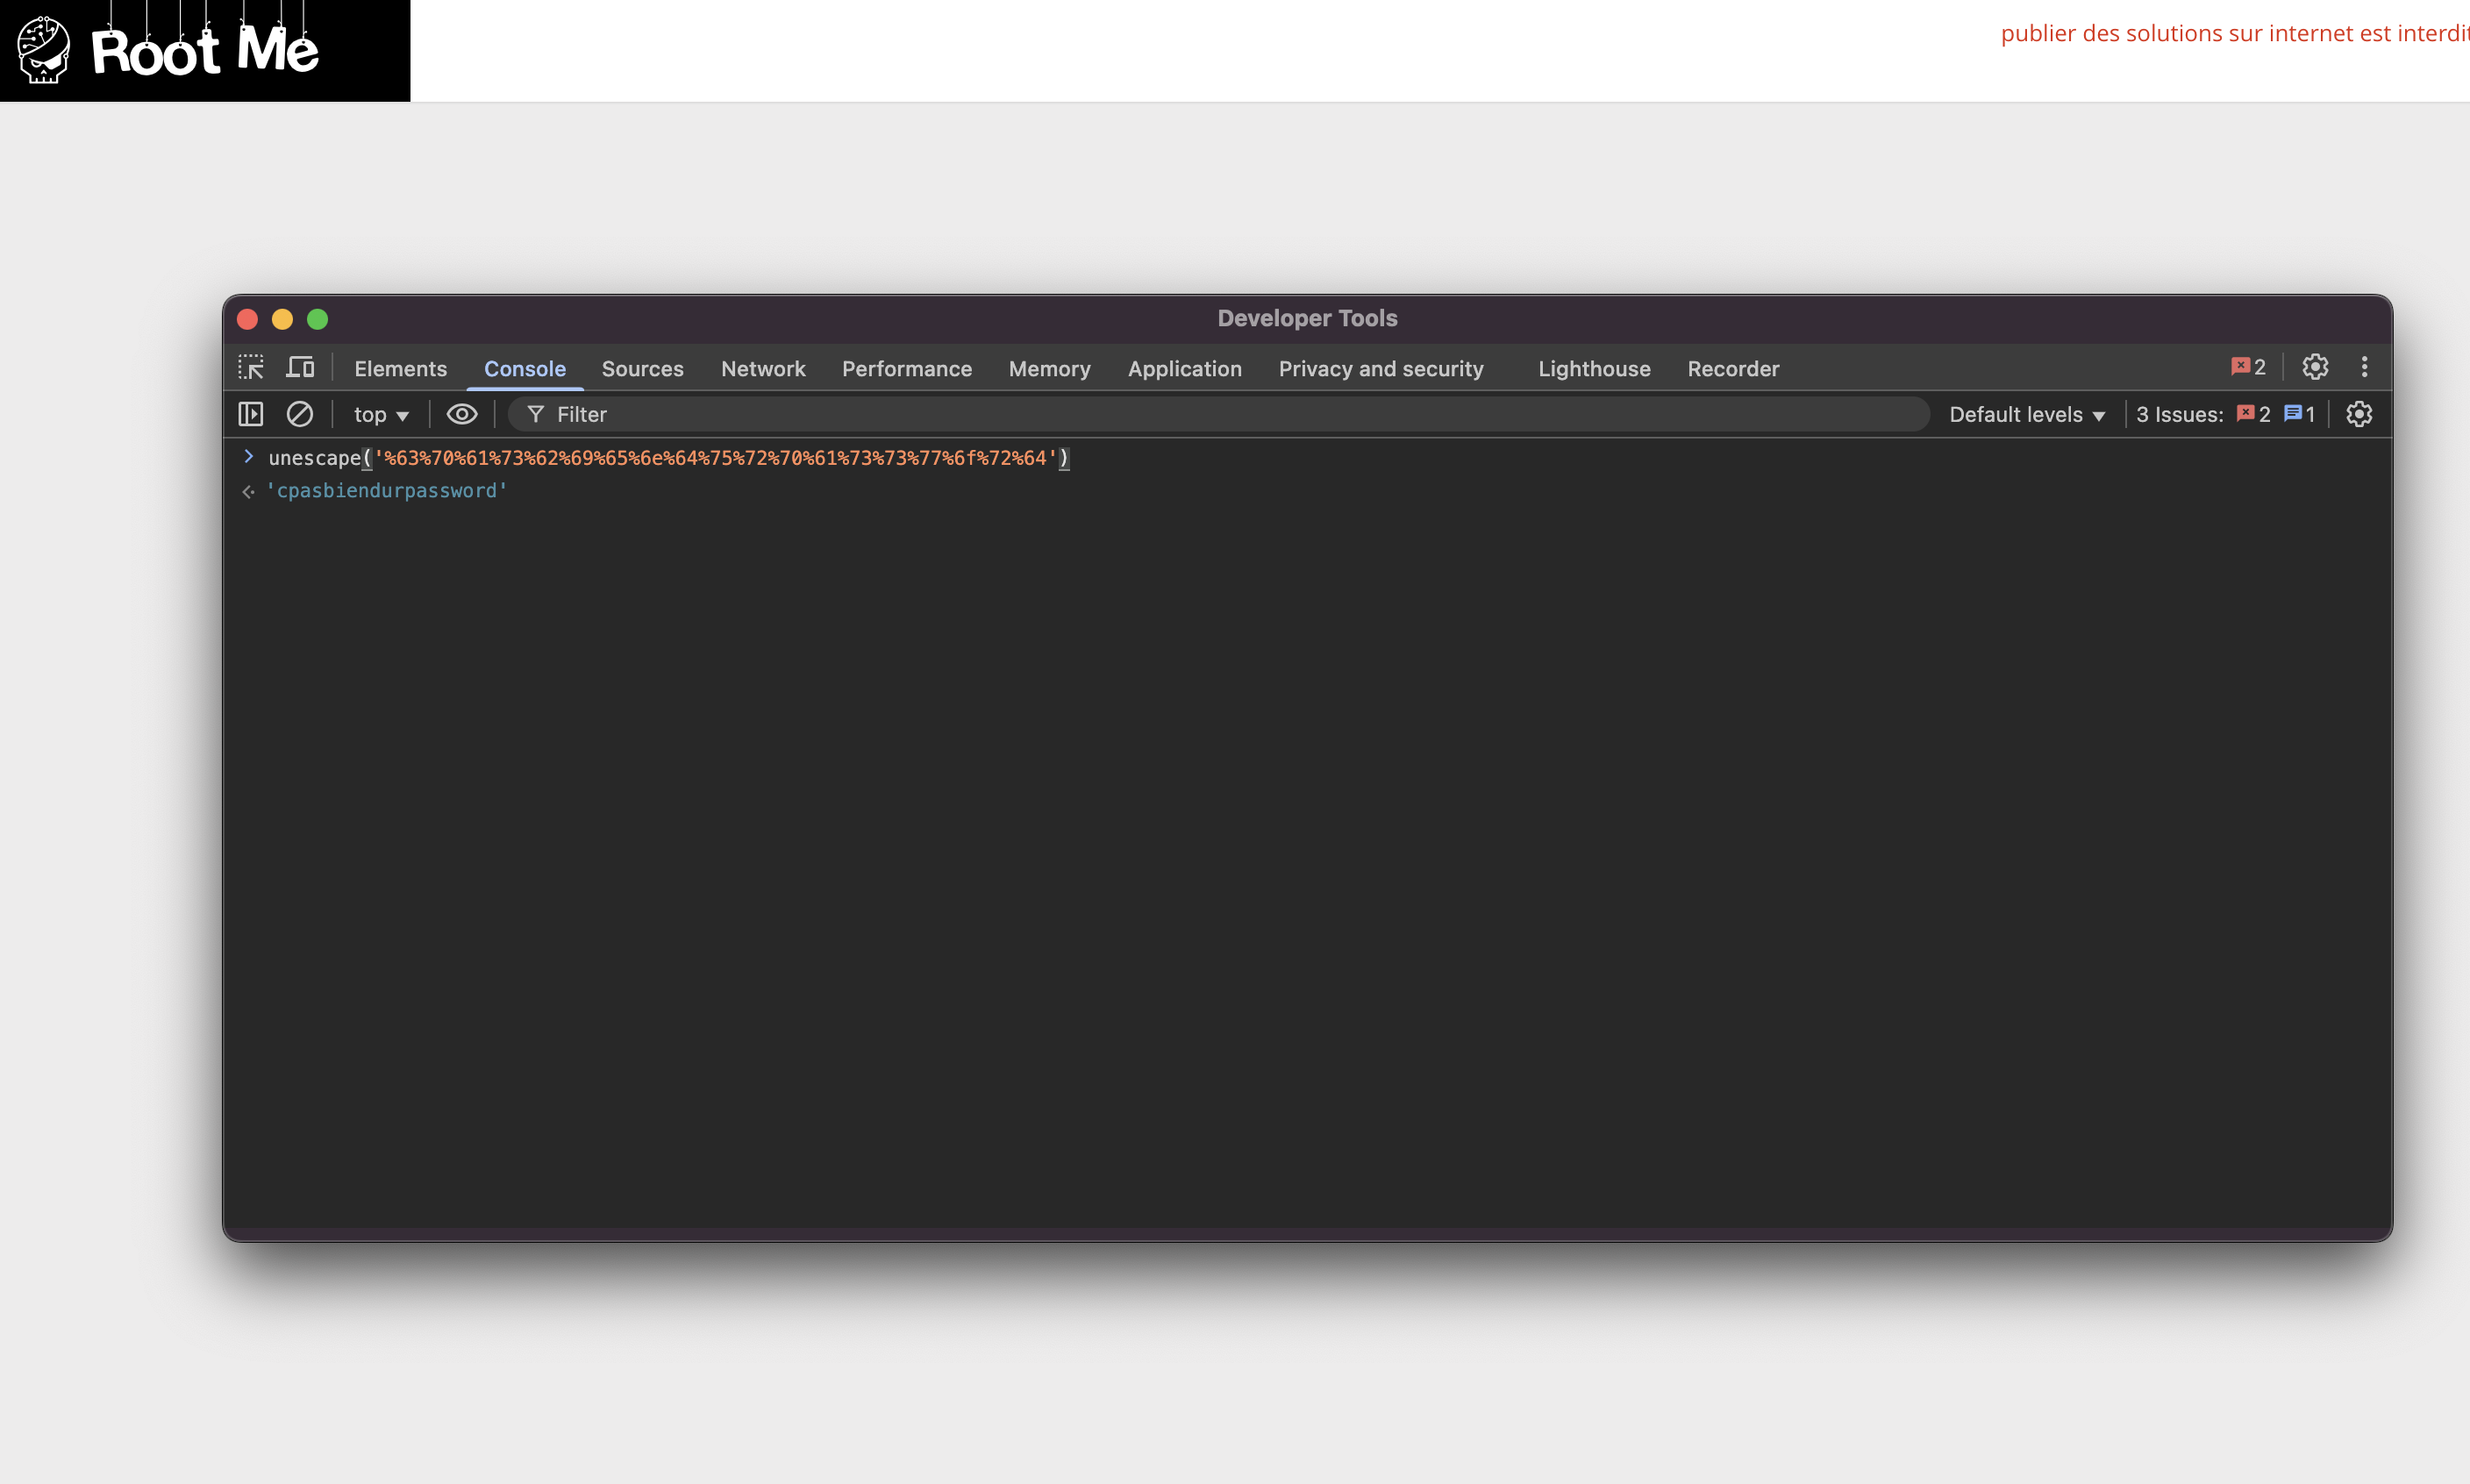 Root Me
publier des solutions sur internet est interdit
Developer Tools
Elements Console Sources Network Performance Memory Application Privacy and security Lighthouse Recorder 2
top Filter Default levels 3 Issues: 2 1
unescape('%63%70%61%73%62%69%65%6e%64%75%72%70%61%73%73%77%6f%72%64')
'cpasbiendurpassword'